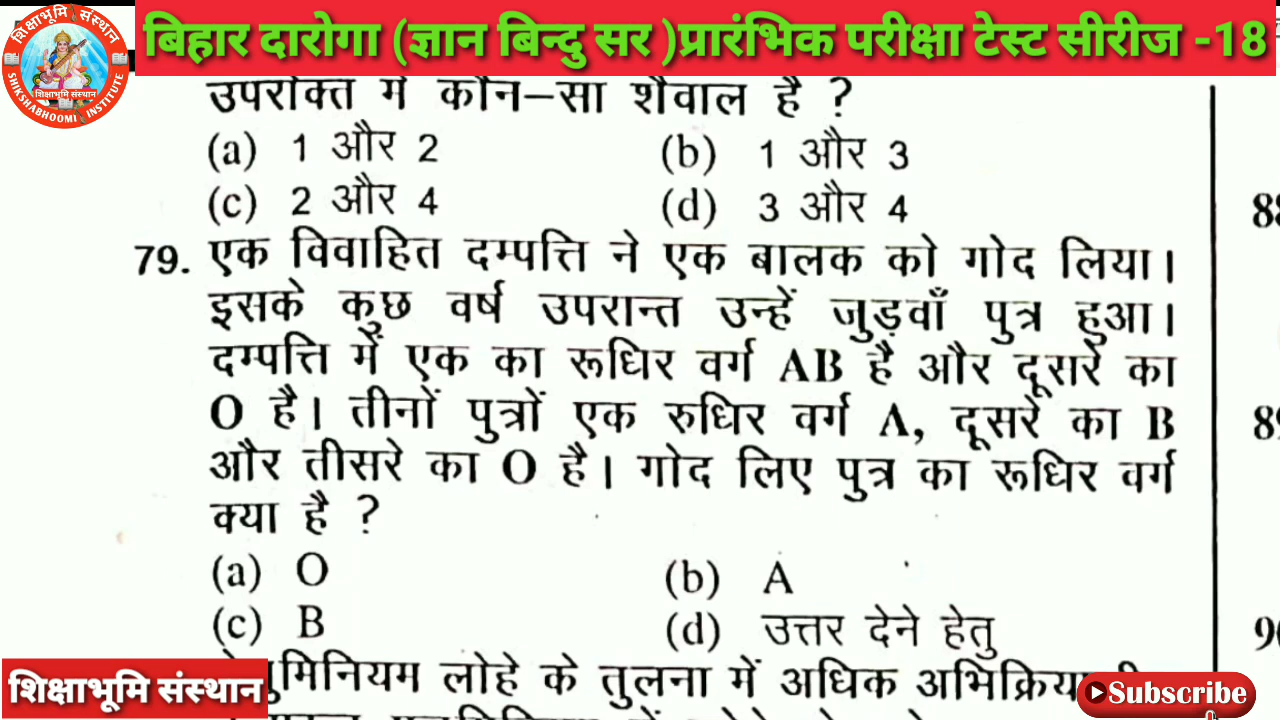 बिहार दारोगा (ज्ञान बिन्दु सर )प्रारंभिक परीक्षा टेस्ट सीरीज -18
शिक्षाभूमि संस्थान
शिक्षाभूमि संस्थान
SHIKSHABHOOMI INSTITUTE
उपरोक्त में कौन–सा शैवाल है ?
(a) 1 और 2 (b) 1 और 3
(c) 2 और 4 (d) 3 और 4
79. एक विवाहित दम्पत्ति ने एक बालक को गोद लिया।
इसके कुछ वर्ष उपरान्त उन्हें जुड़वाँ पुत्र हुआ।
दम्पत्ति में एक का रूधिर वर्ग AB है और दूसरे का
O है। तीनों पुत्रों एक रुधिर वर्ग A, दूसरे का B
और तीसरे का O है। गोद लिए पुत्र का रूधिर वर्ग
क्या है ?
(a) O (b) A
(c) B (d) उत्तर देने हेतु
लोहे के तुलना में अधिक
शिक्षाभूमि संस्थान
Subscribe